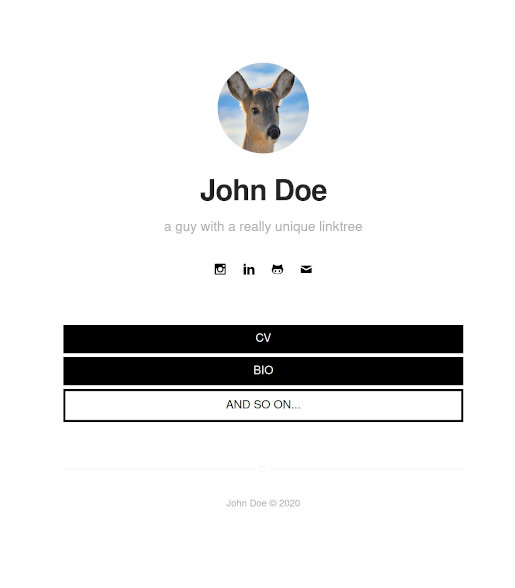 John Doe
a guy with a really unique linktree
CV
BIO
AND SO ON...
John Doe © 2020